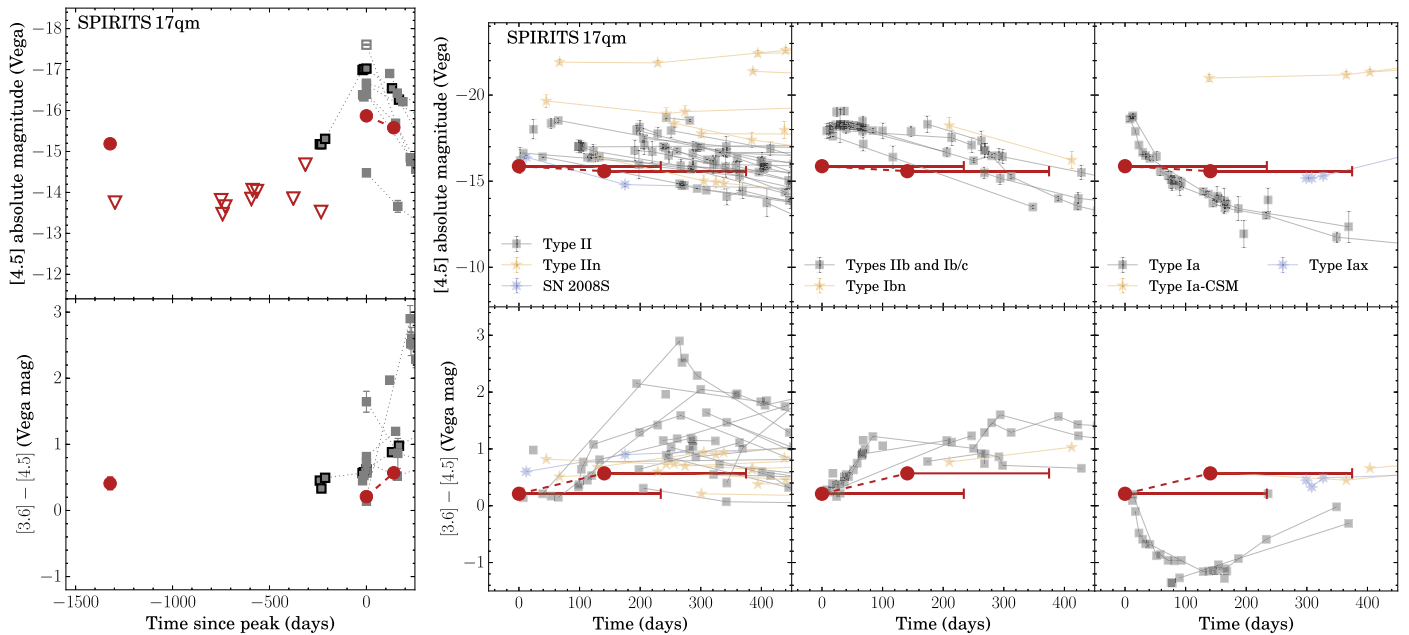 SPIRITS 17qm
[4.5] absolute magnitude (Vega)
−18
−17
−16
−15
−14
−13
−12
[3.6] − [4.5] (Vega mag)
3
2
1
0
−1
−1500
−1000
−500
0
Time since peak (days)
SPIRITS 17qm
[4.5] absolute magnitude (Vega)
−20
−15
−10
Type II
Type IIn
SN 2008S
Types IIb and Ib/c
Type Ibn
Type Ia
Type Iax
Type Ia-CSM
[3.6] − [4.5] (Vega mag)
3
2
1
0
−1
0 100 200 300 400
0 100 200 300 400
0 100 200 300 400
Time (days)
Time (days)
Time (days)